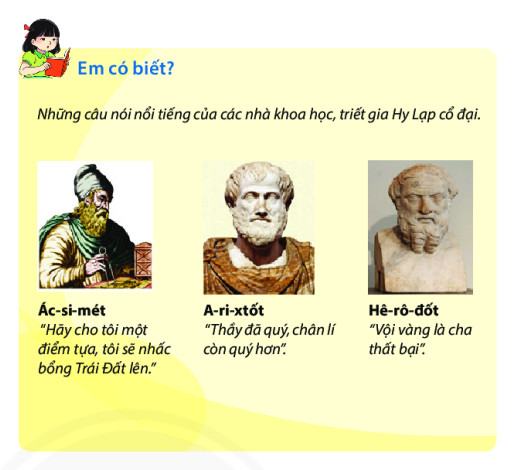 Em có biết?
Những câu nói nổi tiếng của các nhà khoa học, triết gia Hy Lạp cổ đại.
Ác-si-mét
“Hãy cho tôi một
điểm tựa, tôi sẽ nhấc
bổng Trái Đất lên.”
A-ri-xtốt
“Thầy đã quý, chân lí
còn quý hơn”.
Hê-rô-đốt
“Vội vàng là cha
thất bại”.